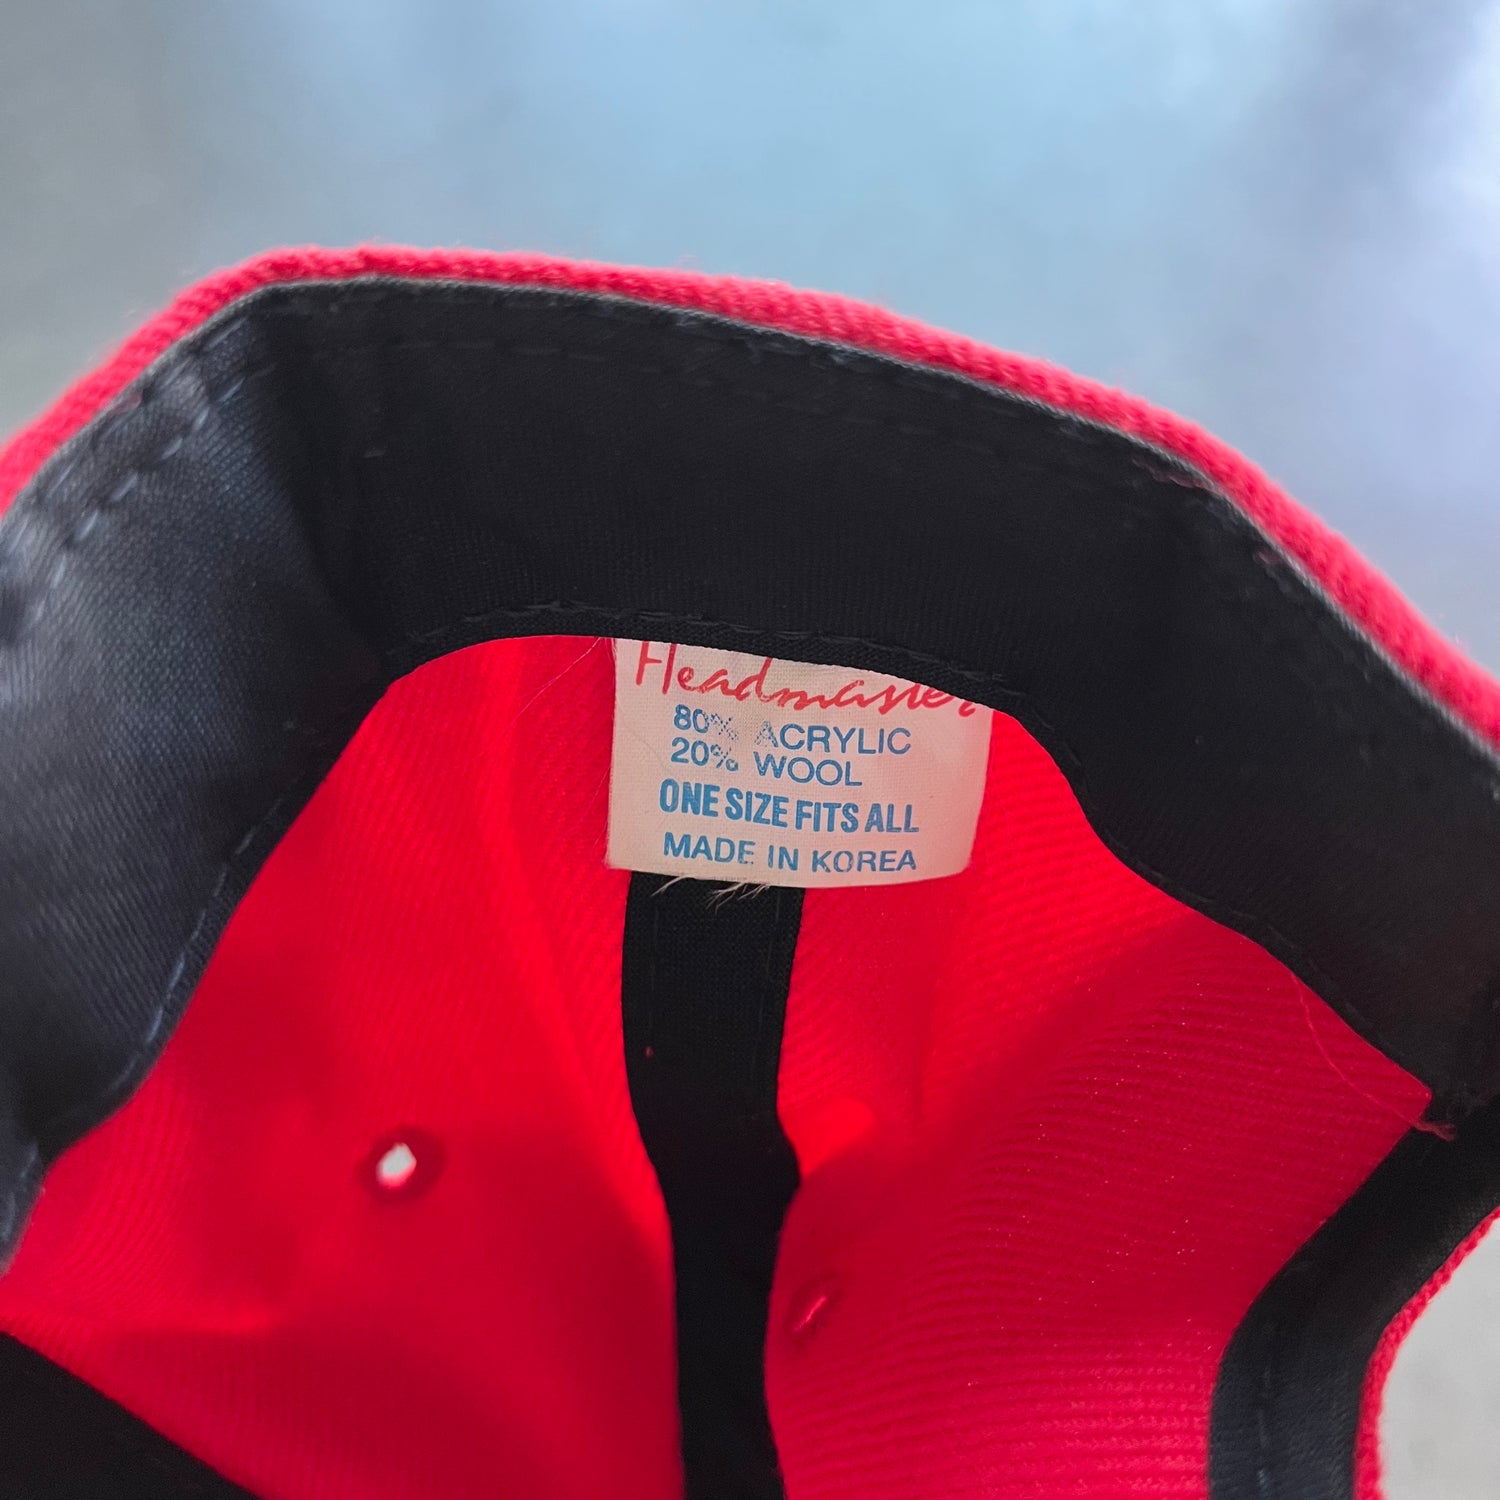 Headmaster
80% ACRYLIC
20% WOOL
ONE SIZE FITS ALL
MADE IN KOREA